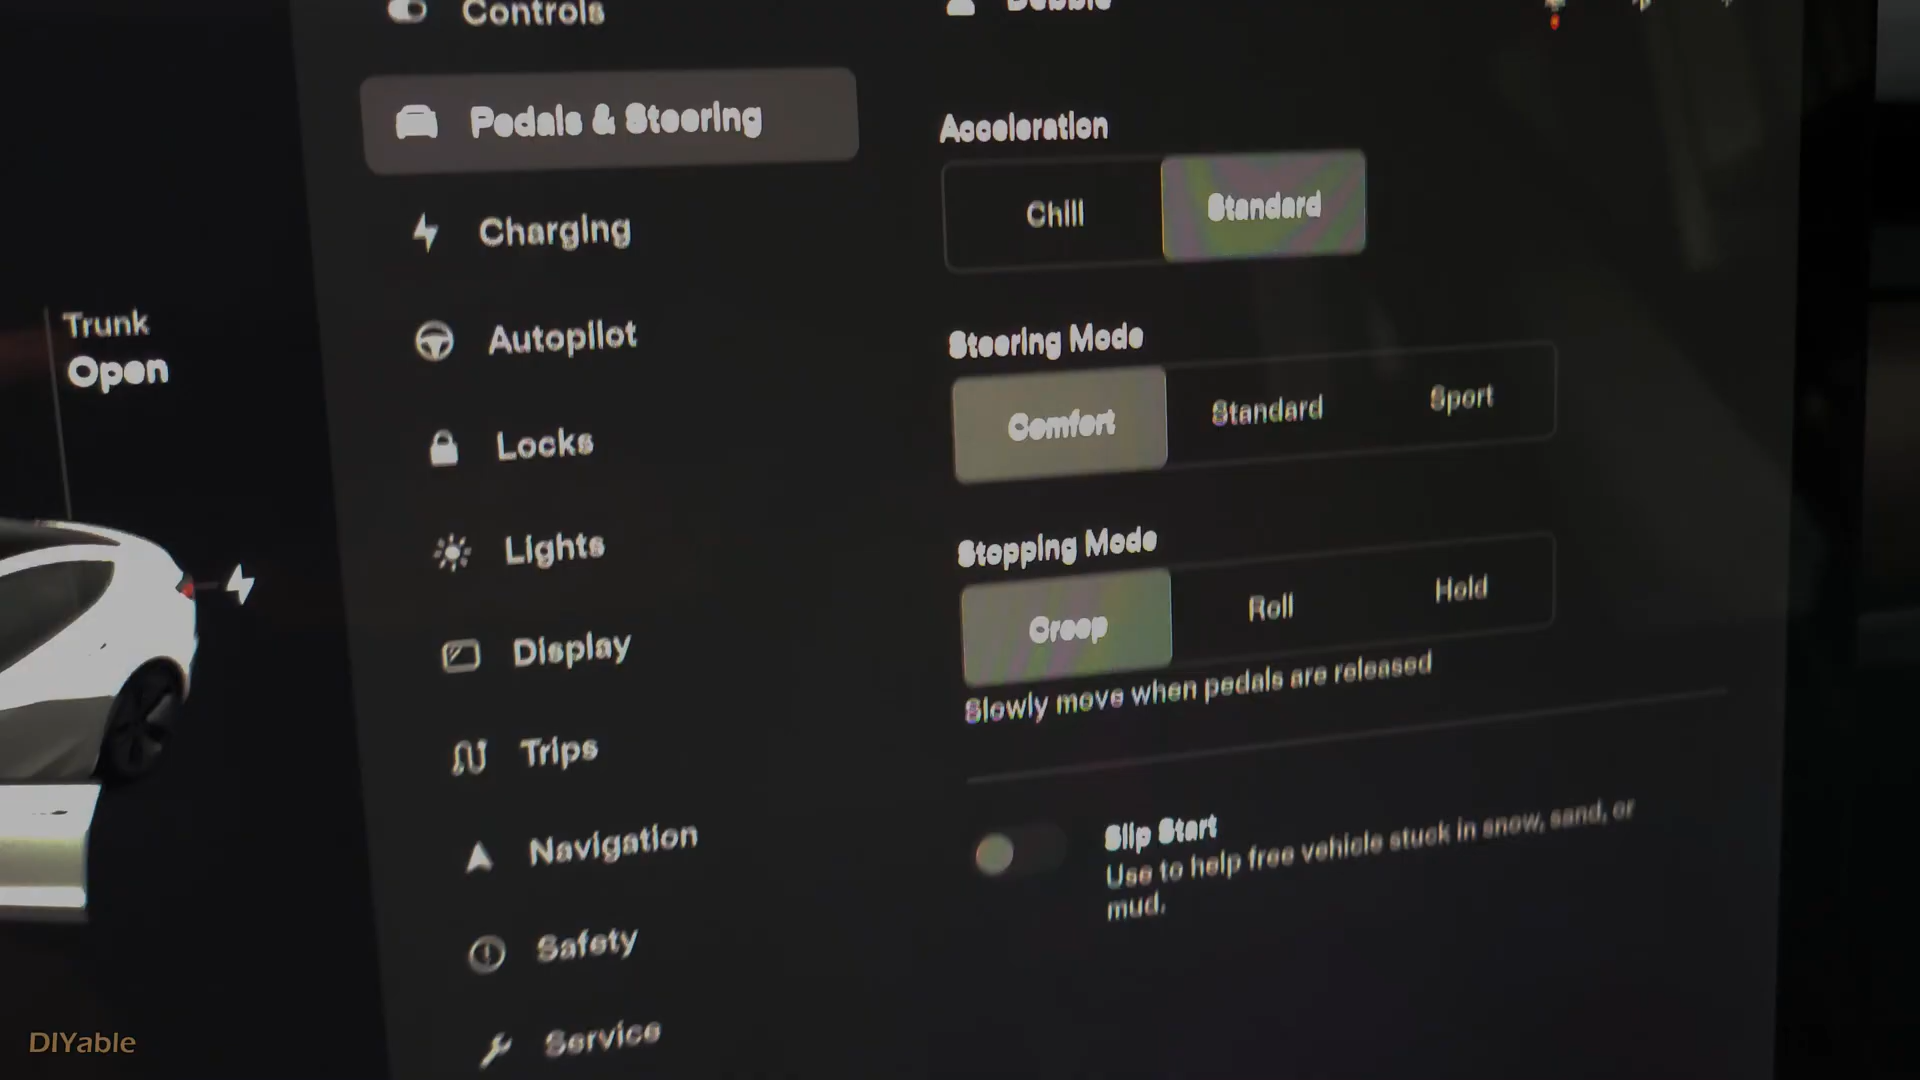 Controls
Debbie
Pedals & Steering
Charging
Autopilot
Locks
Lights
Display
Trips
Navigation
Safety
Service
Trunk
Open
Acceleration
Chill
Standard
Steering Mode
Comfort
Standard
Sport
Stopping Mode
Creep
Roll
Hold
Slowly move when pedals are released
Slip Start
Use to help free vehicle stuck in snow, sand, or
mud.
DIYable